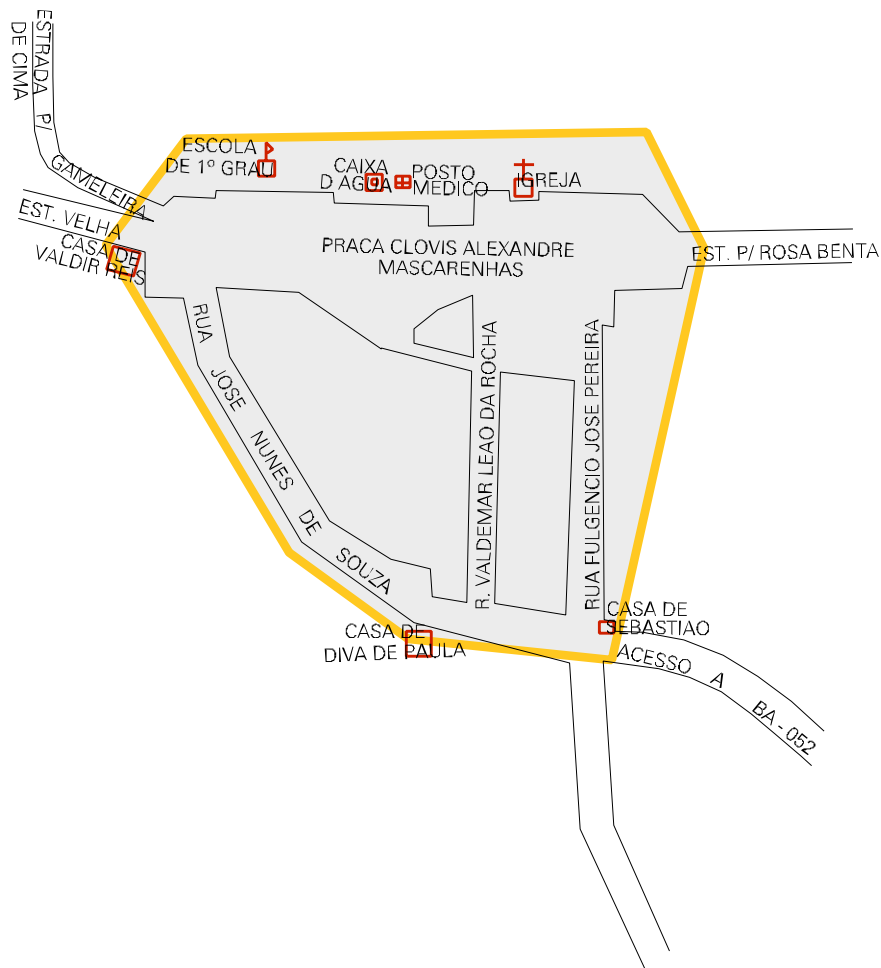 ESTRADA P/
DE CIMA
GAMELEIRA
EST. VELHA
ESCOLA
DE 1º GRAU
CAIXA
D AGUA
POSTO
MEDICO
IGREJA
CASA DE
VALDIR REIS
PRACA CLOVIS ALEXANDRE
MASCARENHAS
EST. P/ ROSA BENTA
RUA JOSE NUNES DE SOUZA
R. VALDEMAR LEAO DA ROCHA
RUA FULGENCIO JOSE PEREIRA
CASA DE
SEBASTIAO
CASA DE
DIVA DE PAULA
ACESSO A BA - 052